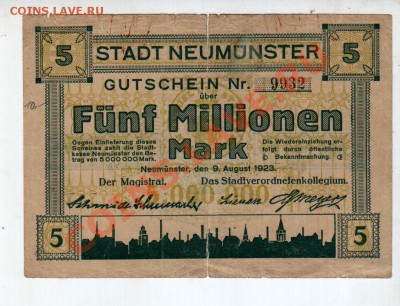 COINS.LAVE.RU
5 STADT NEUMÜNSTER 5
GUTSCHEIN Nr. 9932
über
Fünf Millionen
Mark
Gegen Einlieferung dieses
Scheines zahlt die Stadt-
kasse Neumünster den Be-
trag von 5 000 000 Mark.
Die Wiedereinziehung er-
folgt durch öffentliche
Bekanntmachung.
Neumünster, den 9. August 1923.
Der Magistrat. Das Stadtverordnetenkollegium.
5 5